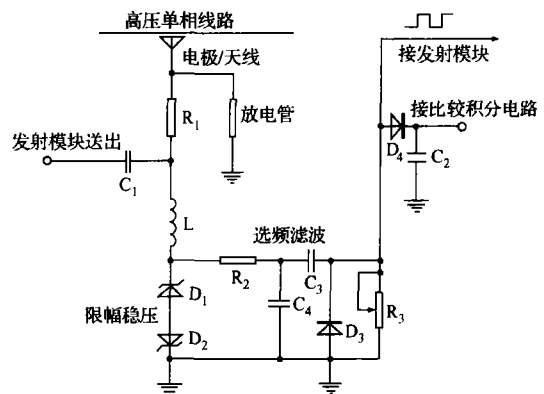 高压单相线路
电极/天线
接发射模块
R1
放电管
接比较积分电路
发射模块送出
D4
C2
C1
L
选频滤波
R2
C3
D1
C4
限幅稳压
D3
R3
D2